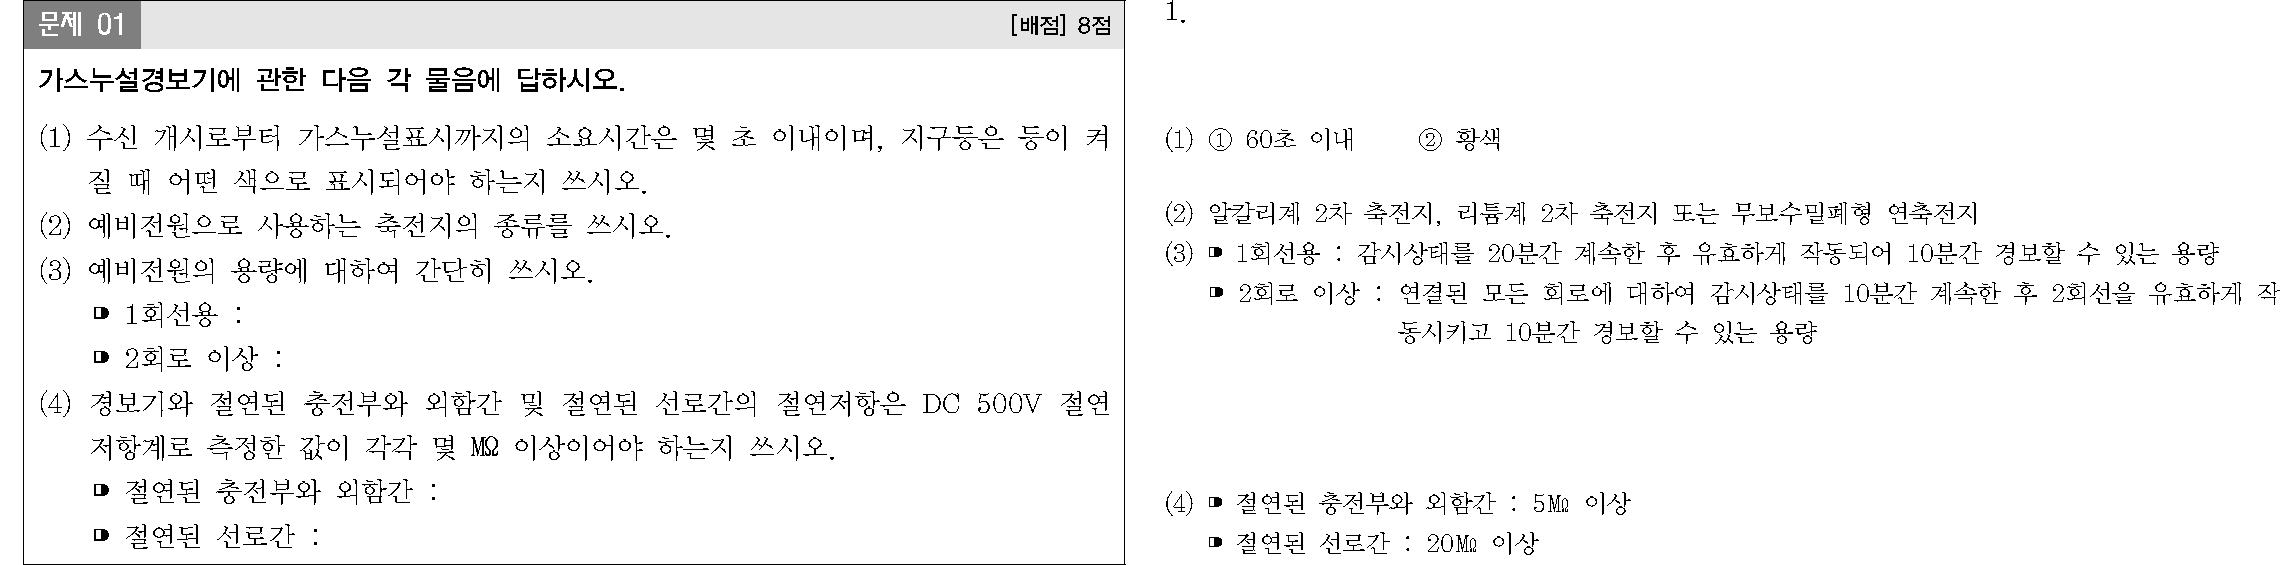 문제 01
[배점] 8점
가스누설경보기에 관한 다음 각 물음에 답하시오.
(1) 수신 개시로부터 가스누설표시까지의 소요시간은 몇 초 이내이며, 지구등은 등이 켜
질 때 어떤 색으로 표시되어야 하는지 쓰시오.
(2) 예비전원으로 사용하는 축전지의 종류를 쓰시오.
(3) 예비전원의 용량에 대하여 간단히 쓰시오.
1회선용 :
2회로 이상 :
(4) 경보기와 절연된 충전부와 외함간 및 절연된 선로간의 절연저항은 DC 500V 절연
저항계로 측정한 값이 각각 몇 ㏁ 이상이어야 하는지 쓰시오.
절연된 충전부와 외함간 :
절연된 선로간 :
1.
(1) ① 60초 이내 ② 황색
(2) 알칼리계 2차 축전지, 리튬계 2차 축전지 또는 무보수밀폐형 연축전지
(3) 1회선용 : 감시상태를 20분간 계속한 후 유효하게 작동되어 10분간 경보할 수 있는 용량
2회로 이상 : 연결된 모든 회로에 대하여 감시상태를 10분간 계속한 후 2회선을 유효하게 작
동시키고 10분간 경보할 수 있는 용량
(4) 절연된 충전부와 외함간 : 5㏁ 이상
절연된 선로간 : 20㏁ 이상